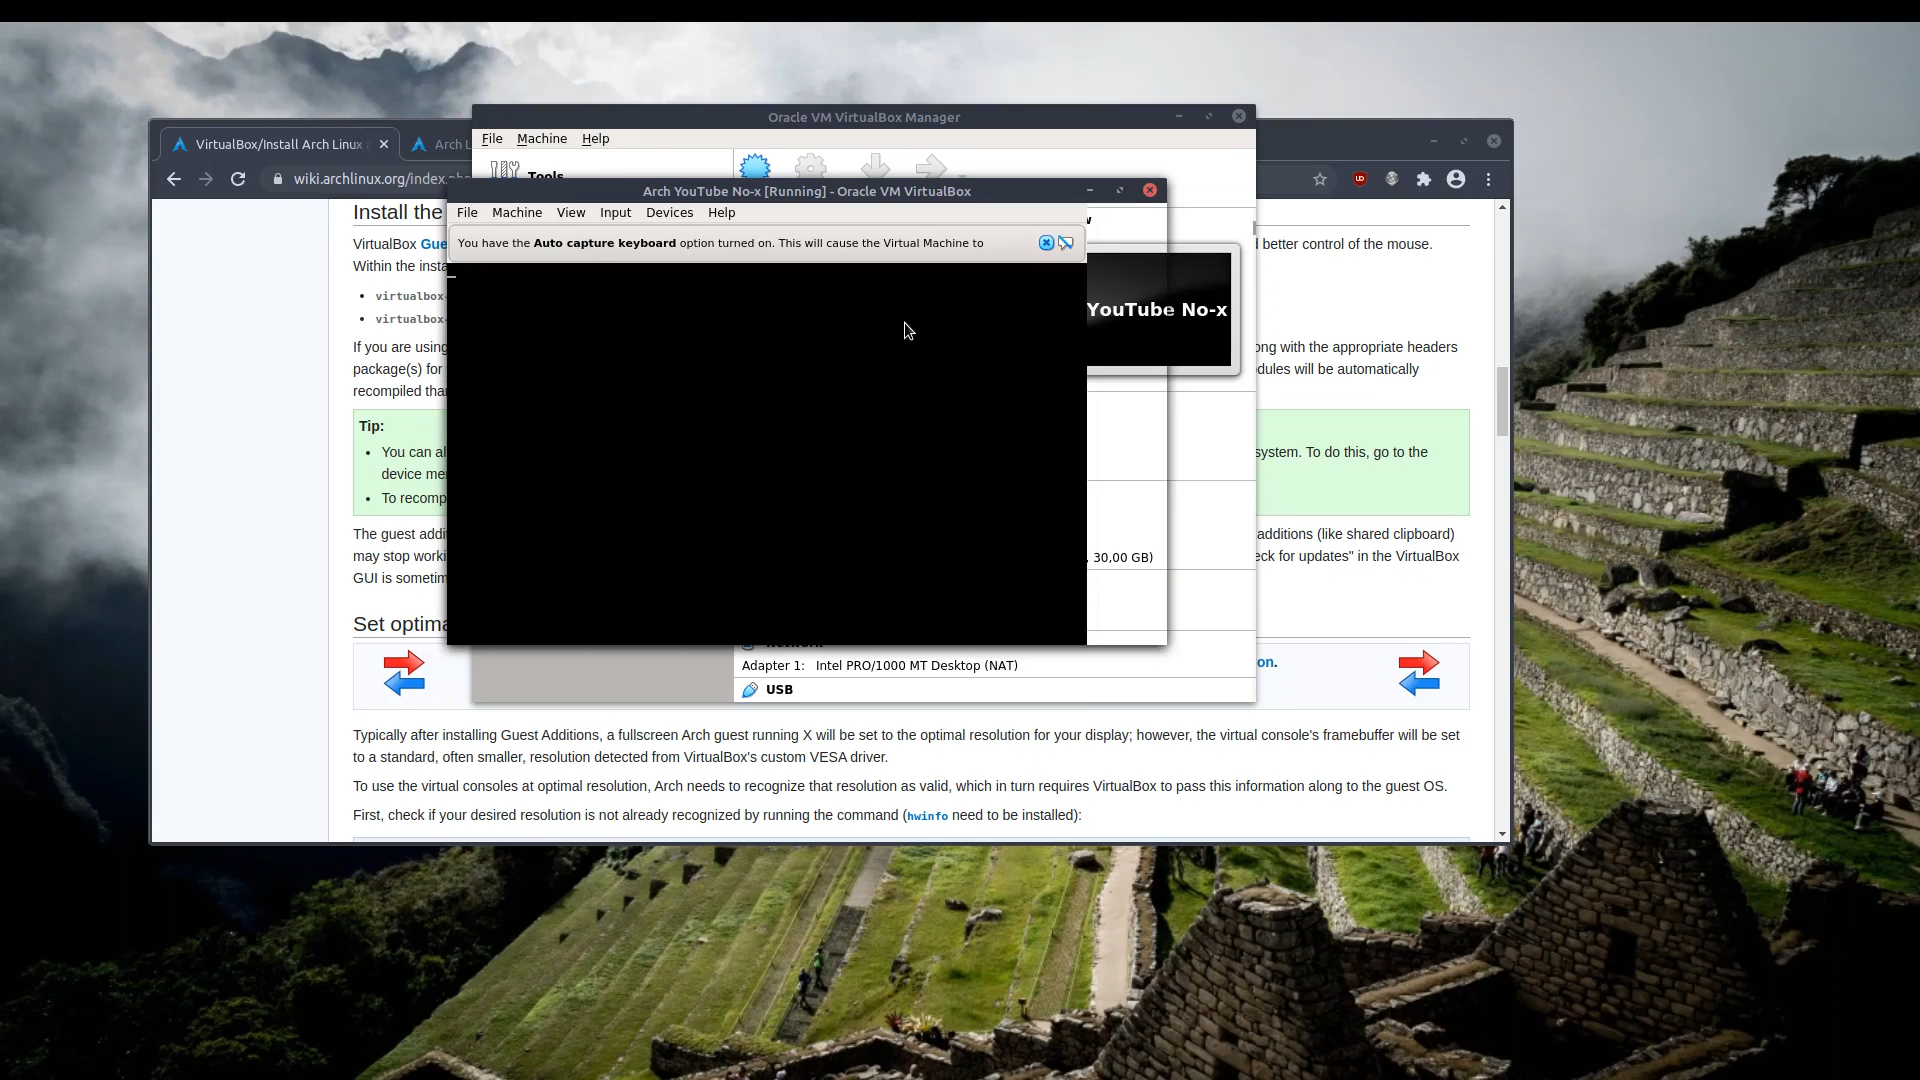 Oracle VM VirtualBox Manager
File Machine Help
VirtualBox/Install Arch Linux
Arch L
wiki.archlinux.org/index.php
Tools
Arch YouTube No-x [Running] - Oracle VM VirtualBox
File Machine View Input Devices Help
You have the Auto capture keyboard option turned on. This will cause the Virtual Machine to
YouTube No-x
Install the
VirtualBox Gue
better control of the mouse.
Within the insta
virtualbox-
virtualbox-
If you are using
ong with the appropriate headers
package(s) for
dules will be automatically
recompiled tha
Tip:
You can al
system. To do this, go to the
device me
To recomp
The guest addi
additions (like shared clipboard)
may stop worki
eck for updates" in the VirtualBox
GUI is sometim
, 30,00 GB)
Set optima
Network
Adapter 1: Intel PRO/1000 MT Desktop (NAT)
USB
on.
Typically after installing Guest Additions, a fullscreen Arch guest running X will be set to the optimal resolution for your display; however, the virtual console's framebuffer will be set
to a standard, often smaller, resolution detected from VirtualBox's custom VESA driver.
To use the virtual consoles at optimal resolution, Arch needs to recognize that resolution as valid, which in turn requires VirtualBox to pass this information along to the guest OS.
First, check if your desired resolution is not already recognized by running the command (hwinfo need to be installed):